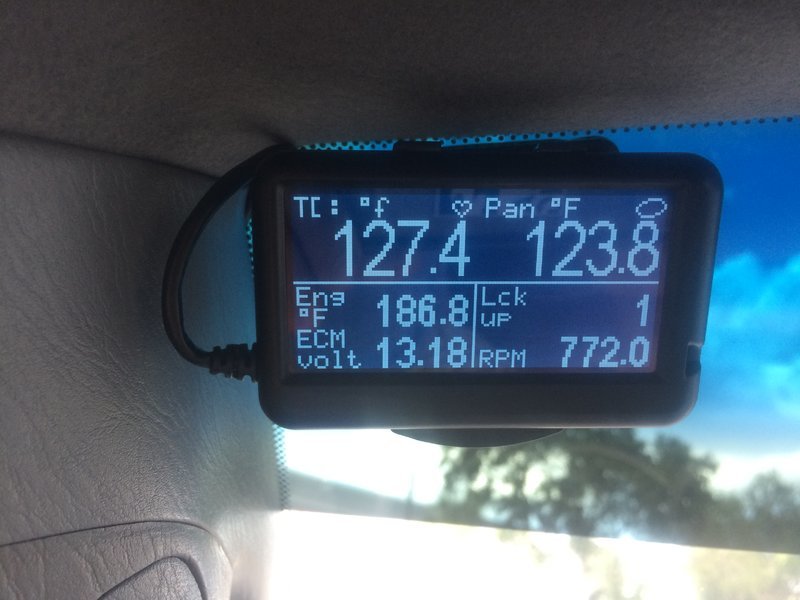 TC: °f ♡ Pan °F
127.4 123.8
Eng °F 186.8
Lck up 1
ECM volt 13.18
RPM 772.0